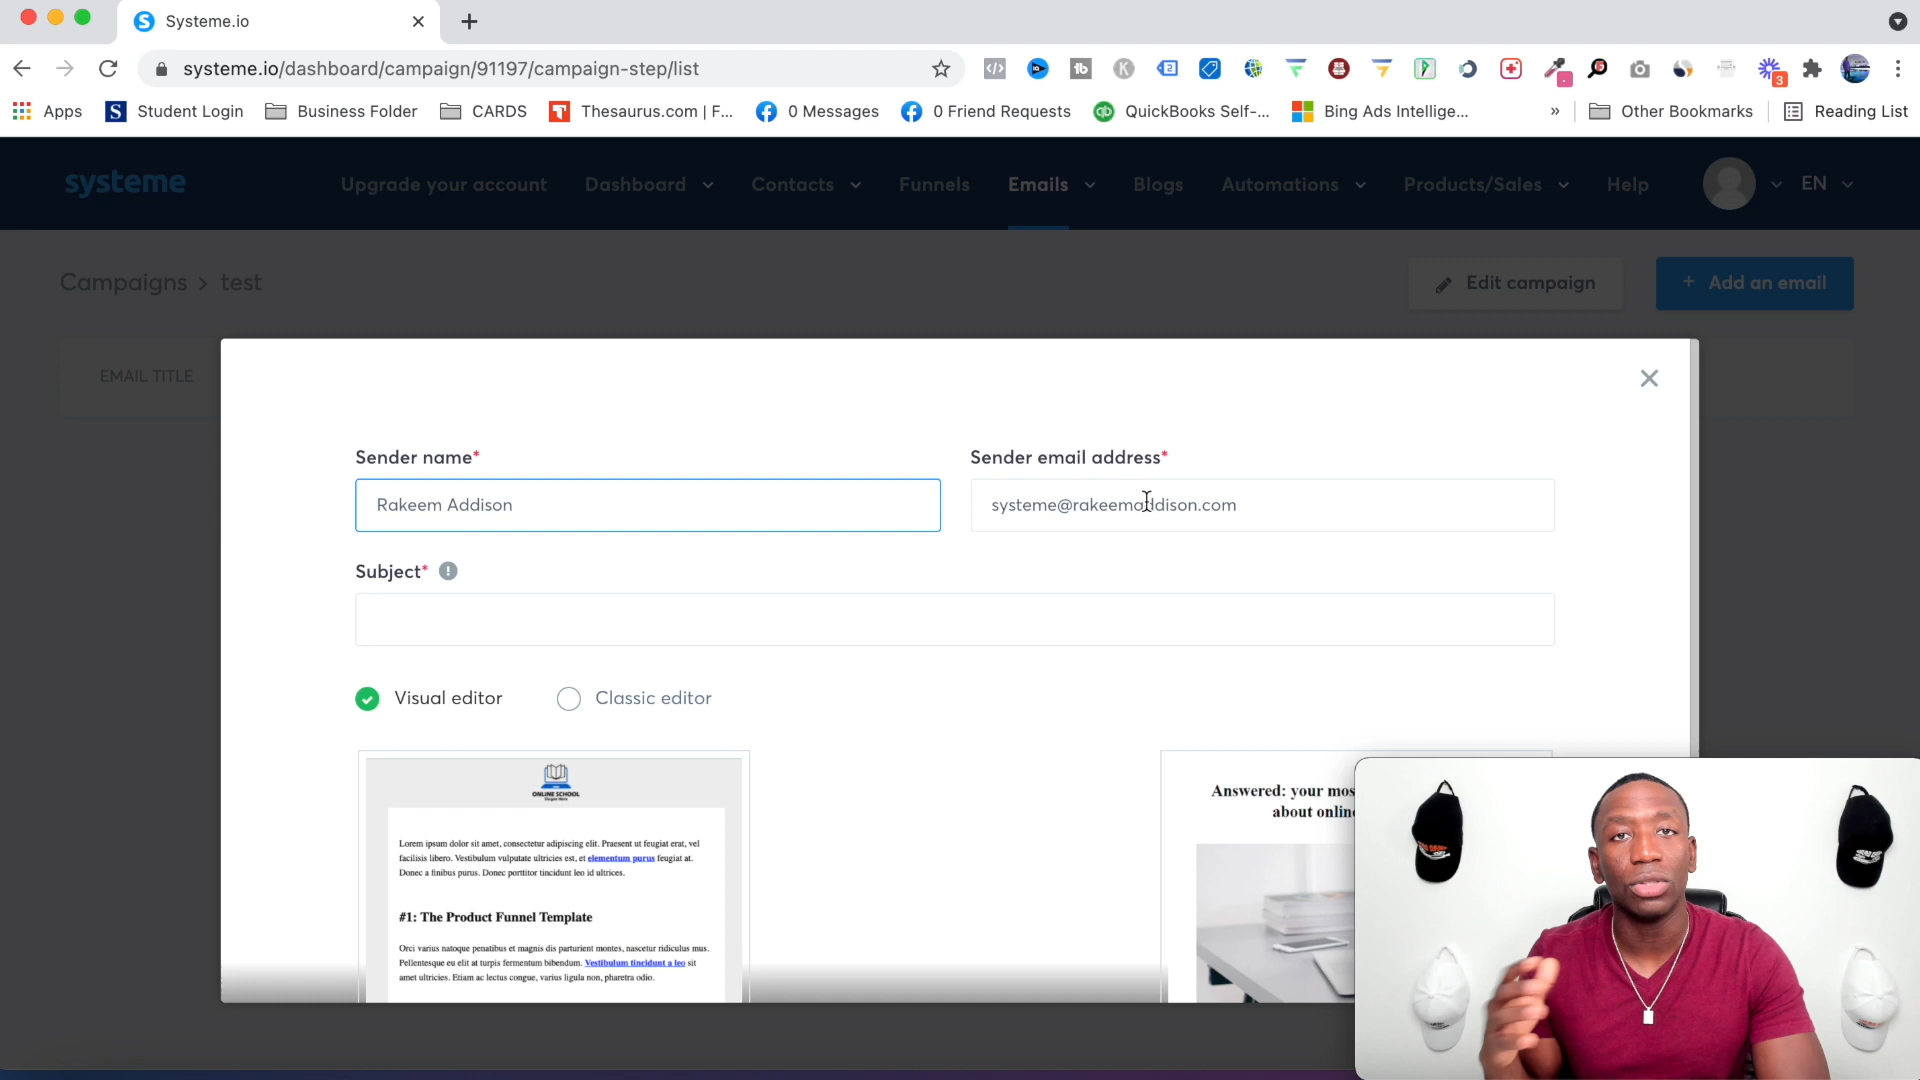 Systeme.io
systeme.io/dashboard/campaign/91197/campaign-step/list
Apps Student Login Business Folder CARDS Thesaurus.com | F... 0 Messages 0 Friend Requests QuickBooks Self-... Bing Ads Intellige... » Other Bookmarks Reading List
systeme Upgrade your account Dashboard Contacts Funnels Emails Blogs Automations Products/Sales Help EN
Campaigns > test Edit campaign + Add an email
EMAIL TITLE
Sender name* Sender email address*
Rakeem Addison systeme@rakeemaddison.com
Subject*
Visual editor Classic editor
ONLINE SCHOOL
Slogan Here
Answered: your mos
about online
Lorem ipsum dolor sit amet, consectetur adipiscing elit. Praesent ut feugiat erat, vel
facilisis libero. Vestibulum vulputate ultricies est, et elementum purus feugiat at.
Donec a finibus purus. Donec porttitor tincidunt leo id ultrices.
#1: The Product Funnel Template
Orci varius natoque penatibus et magnis dis parturient montes, nascetur ridiculus mus.
Pellentesque eu elit at turpis fermentum bibendum. Vestibulum tincidunt a leo sit
amet ultricies. Etiam ac lectus congue, varius ligula non, pharetra odio.